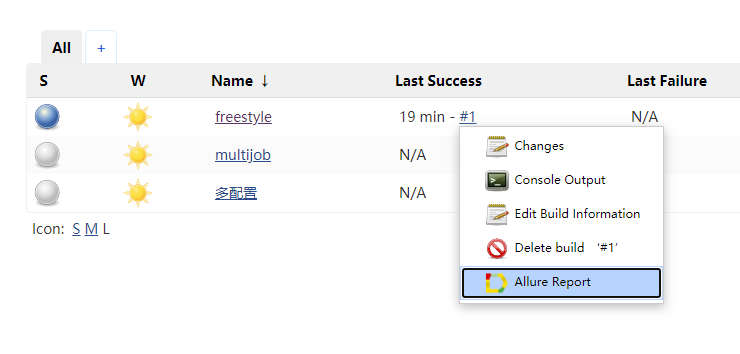 All +
S W Name ↓ Last Success Last Failure
freestyle 19 min - #1 N/A
multijob N/A
多配置 N/A
Icon: S M L
Changes
Console Output
Edit Build Information
Delete build ‘#1’
Allure Report